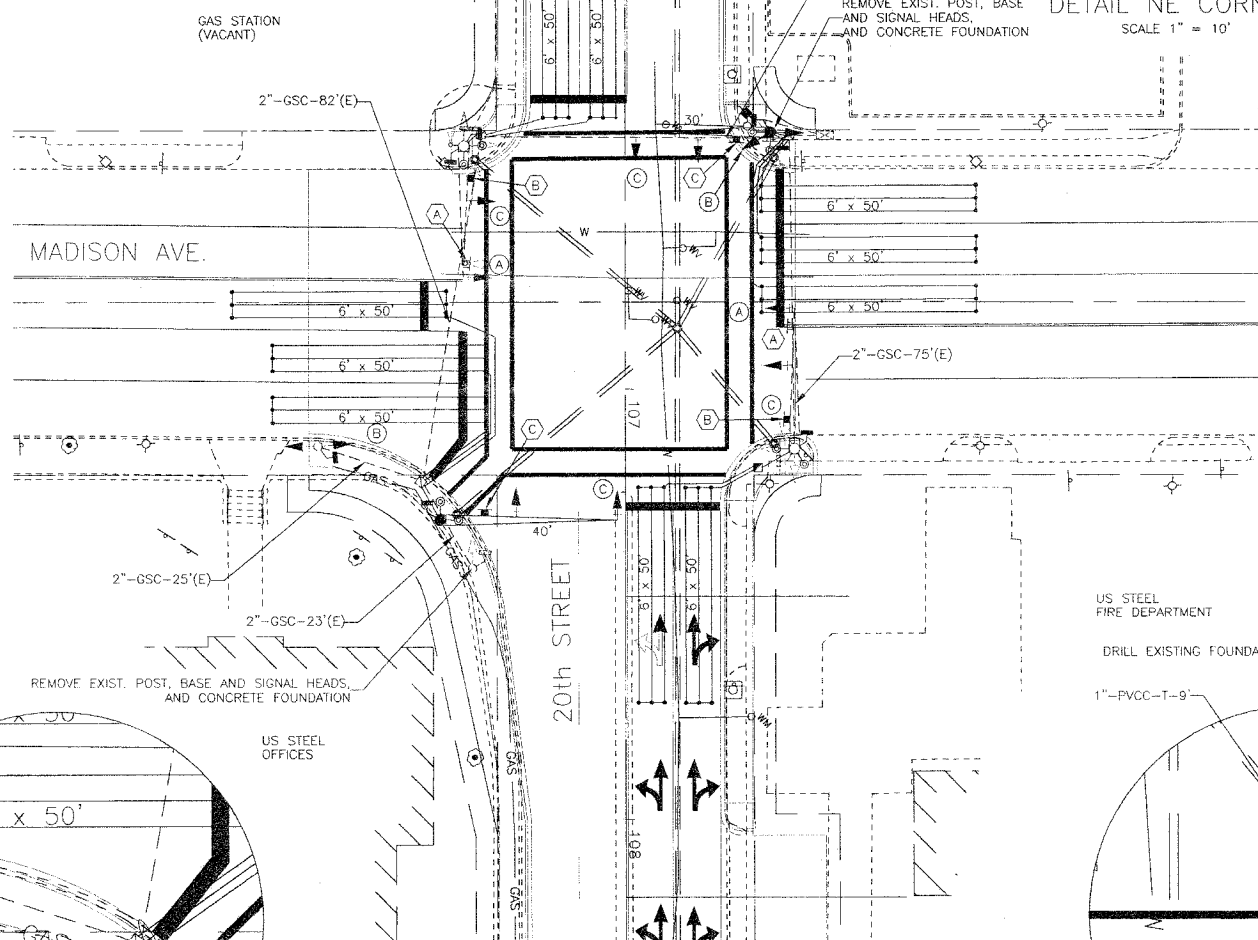 GAS STATION
(VACANT)
REMOVE EXIST. POST, BASE
AND SIGNAL HEADS,
AND CONCRETE FOUNDATION
DETAIL NE CORN
SCALE 1" = 10'
6' x 50'
6' x 50'
2"-GSC-82'(E)
30'
B
C
C
B
A
C
6' x 50'
W
MADISON AVE.
A
6' x 50'
6' x 50'
A
6' x 50'
A
2"-GSC-75'(E)
6' x 50'
C
6' x 50'
B
B
C
107
GAS
C
40'
GAS
2"-GSC-25'(E)
2"-GSC-23'(E)
20th STREET
6' x 50'
6' x 50'
US STEEL
FIRE DEPARTMENT
DRILL EXISTING FOUNDA
REMOVE EXIST. POST, BASE AND SIGNAL HEADS,
AND CONCRETE FOUNDATION
1"-PVCC-T-9'
WM
US STEEL
OFFICES
x 50'
GAS
x 50'
108
GAS
GAS